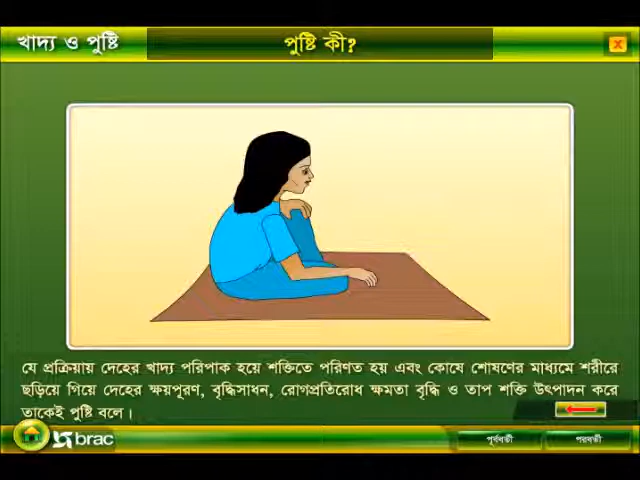 খাদ্য ও পুষ্টি
পুষ্টি কী?
যে প্রক্রিয়ায় দেহের খাদ্য পরিপাক হয়ে শক্তিতে পরিণত হয় এবং কোষে শোষণের মাধ্যমে শরীরে
ছড়িয়ে গিয়ে দেহের ক্ষয়পূরণ, বৃদ্ধিসাধন, রোগপ্রতিরোধ ক্ষমতা বৃদ্ধি ও তাপ শক্তি উৎপাদন করে
তাকেই পুষ্টি বলে।
brac
পূর্ববর্তী
পরবর্তী